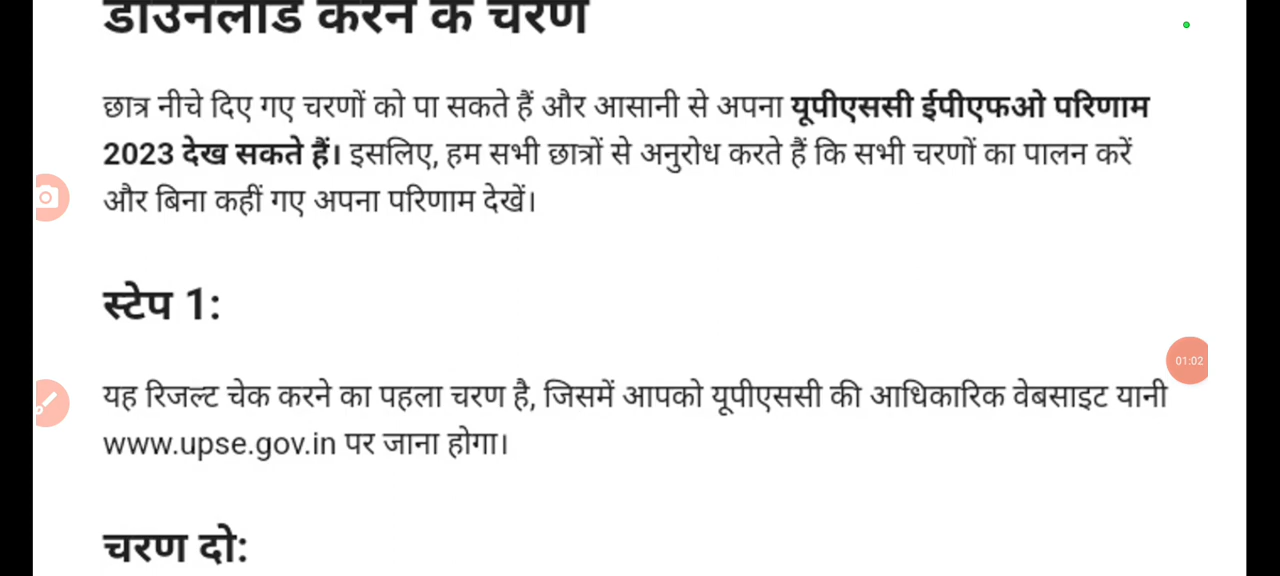 डाउनलोड करने के चरण
छात्र नीचे दिए गए चरणों को पा सकते हैं और आसानी से अपना यूपीएससी ईपीएफओ परिणाम
2023 देख सकते हैं। इसलिए, हम सभी छात्रों से अनुरोध करते हैं कि सभी चरणों का पालन करें
और बिना कहीं गए अपना परिणाम देखें।
स्टेप 1:
01:02
यह रिजल्ट चेक करने का पहला चरण है, जिसमें आपको यूपीएससी की आधिकारिक वेबसाइट यानी
www.upse.gov.in पर जाना होगा।
चरण दो: